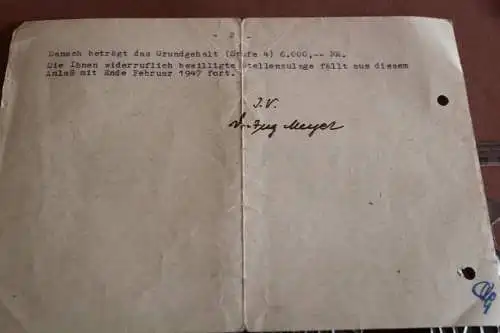 - 2 -
Danach beträgt das Grundgehalt (Stufe 4) 6.000,-- RM.
Die Ihnen widerruflich bewilligte Stellenzulage fällt aus diesem
Anlaß mit Ende Februar 1947 fort.
I.V.
Meyer